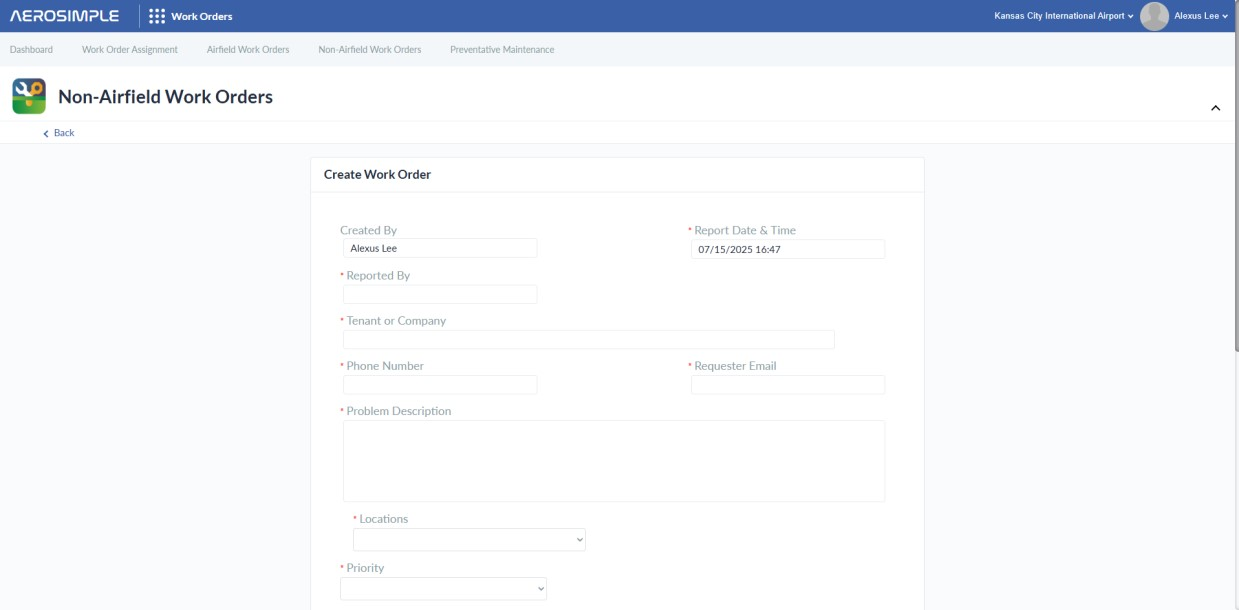 AEROSIMPLE Work Orders Kansas City International Airport Alexus Lee
Dashboard Work Order Assignment Airfield Work Orders Non-Airfield Work Orders Preventative Maintenance
Non-Airfield Work Orders
Back
Create Work Order
Created By * Report Date & Time
Alexus Lee 07/15/2025 16:47
* Reported By
* Tenant or Company
* Phone Number * Requester Email
* Problem Description
* Locations
* Priority